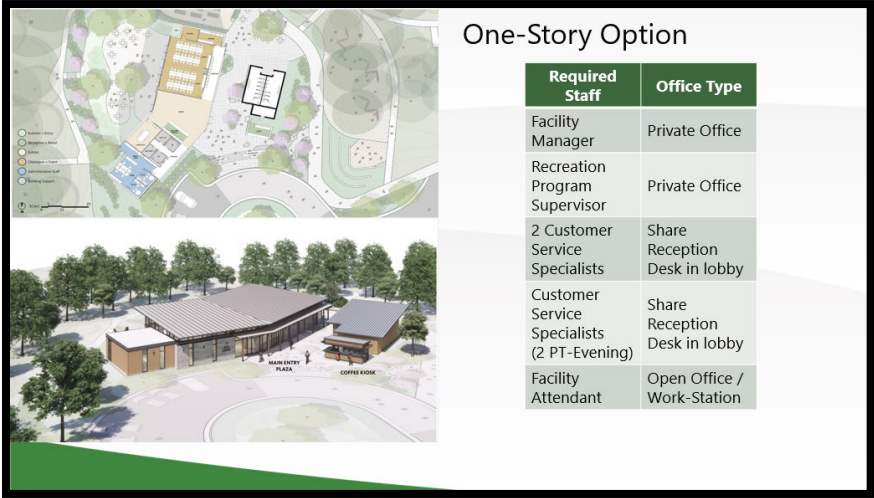 One-Story Option
Required
Staff
Office Type
Facility
Manager
Private Office
Recreation
Program
Supervisor
Private Office
2 Customer
Service
Specialists
Share
Reception
Desk in lobby
Customer
Service
Specialists
(2 PT-Evening)
Share
Reception
Desk in lobby
Facility
Attendant
Open Office /
Work-Station
MAIN ENTRY
PLAZA
COFFEE KIOSK